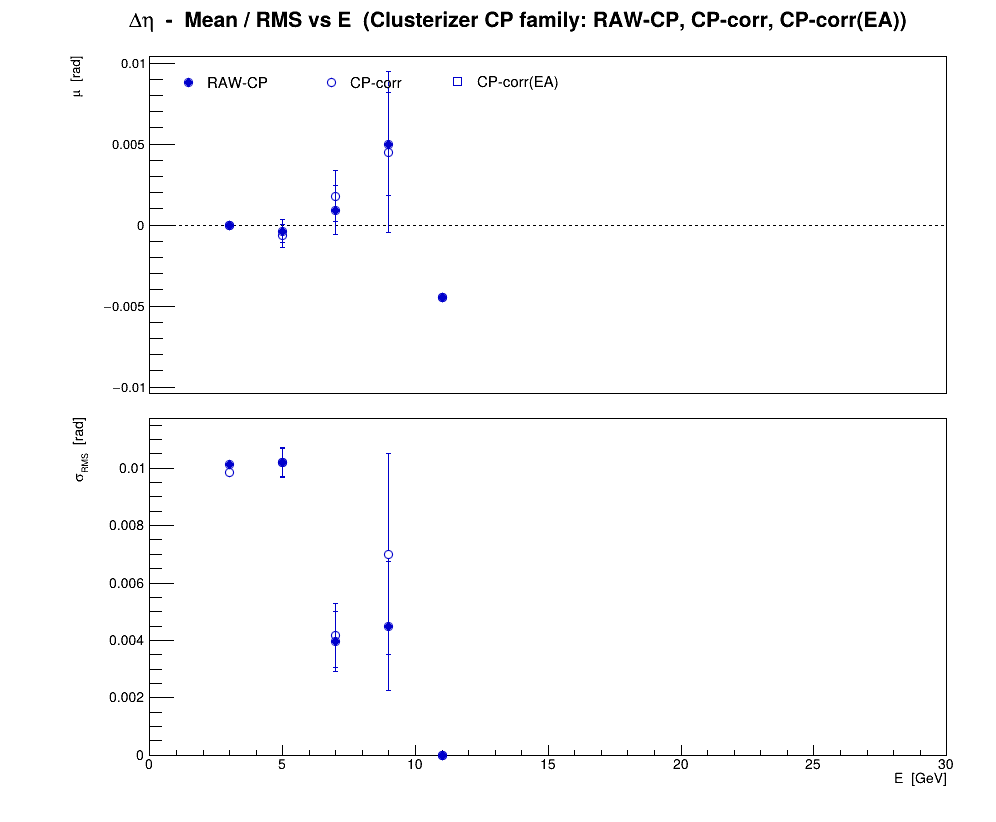 Δη - Mean / RMS vs E (Clusterizer CP family: RAW-CP, CP-corr, CP-corr(EA))
μ [rad]
0.01
RAW-CP CP-corr CP-corr(EA)
0.005
0
−0.005
−0.01
σRMS [rad]
0.01
0.008
0.006
0.004
0.002
0
0 5 10 15 20 25 30
E [GeV]